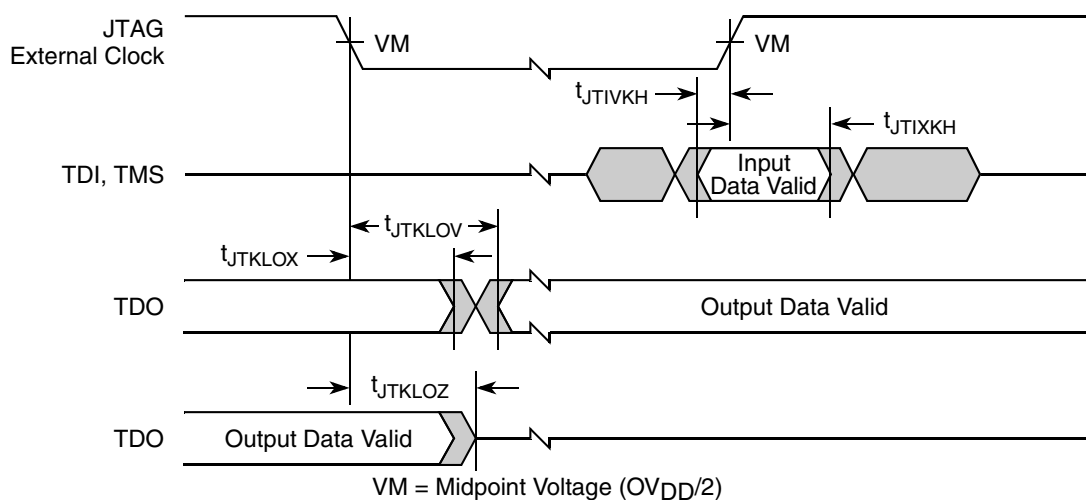 JTAG
External Clock
VM
VM
tJTIVKH
tJTIXKH
TDI, TMS
Input
Data Valid
tJTKLOV
tJTKLOX
TDO
Output Data Valid
tJTKLOZ
TDO
Output Data Valid
VM = Midpoint Voltage (OVDD/2)